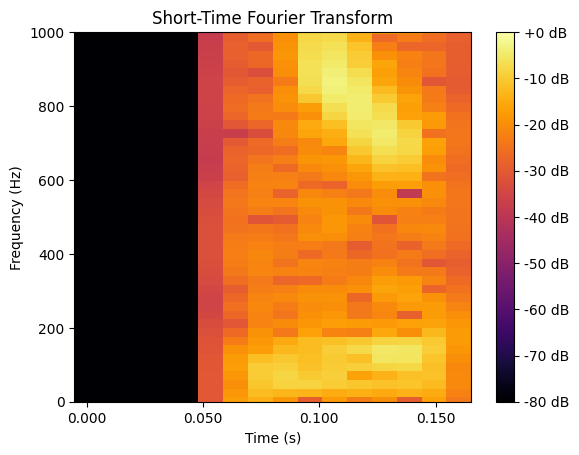 Short-Time Fourier Transform
Frequency (Hz)
1000
800
600
400
200
0
0.000
0.050
0.100
0.150
Time (s)
+0 dB
-10 dB
-20 dB
-30 dB
-40 dB
-50 dB
-60 dB
-70 dB
-80 dB